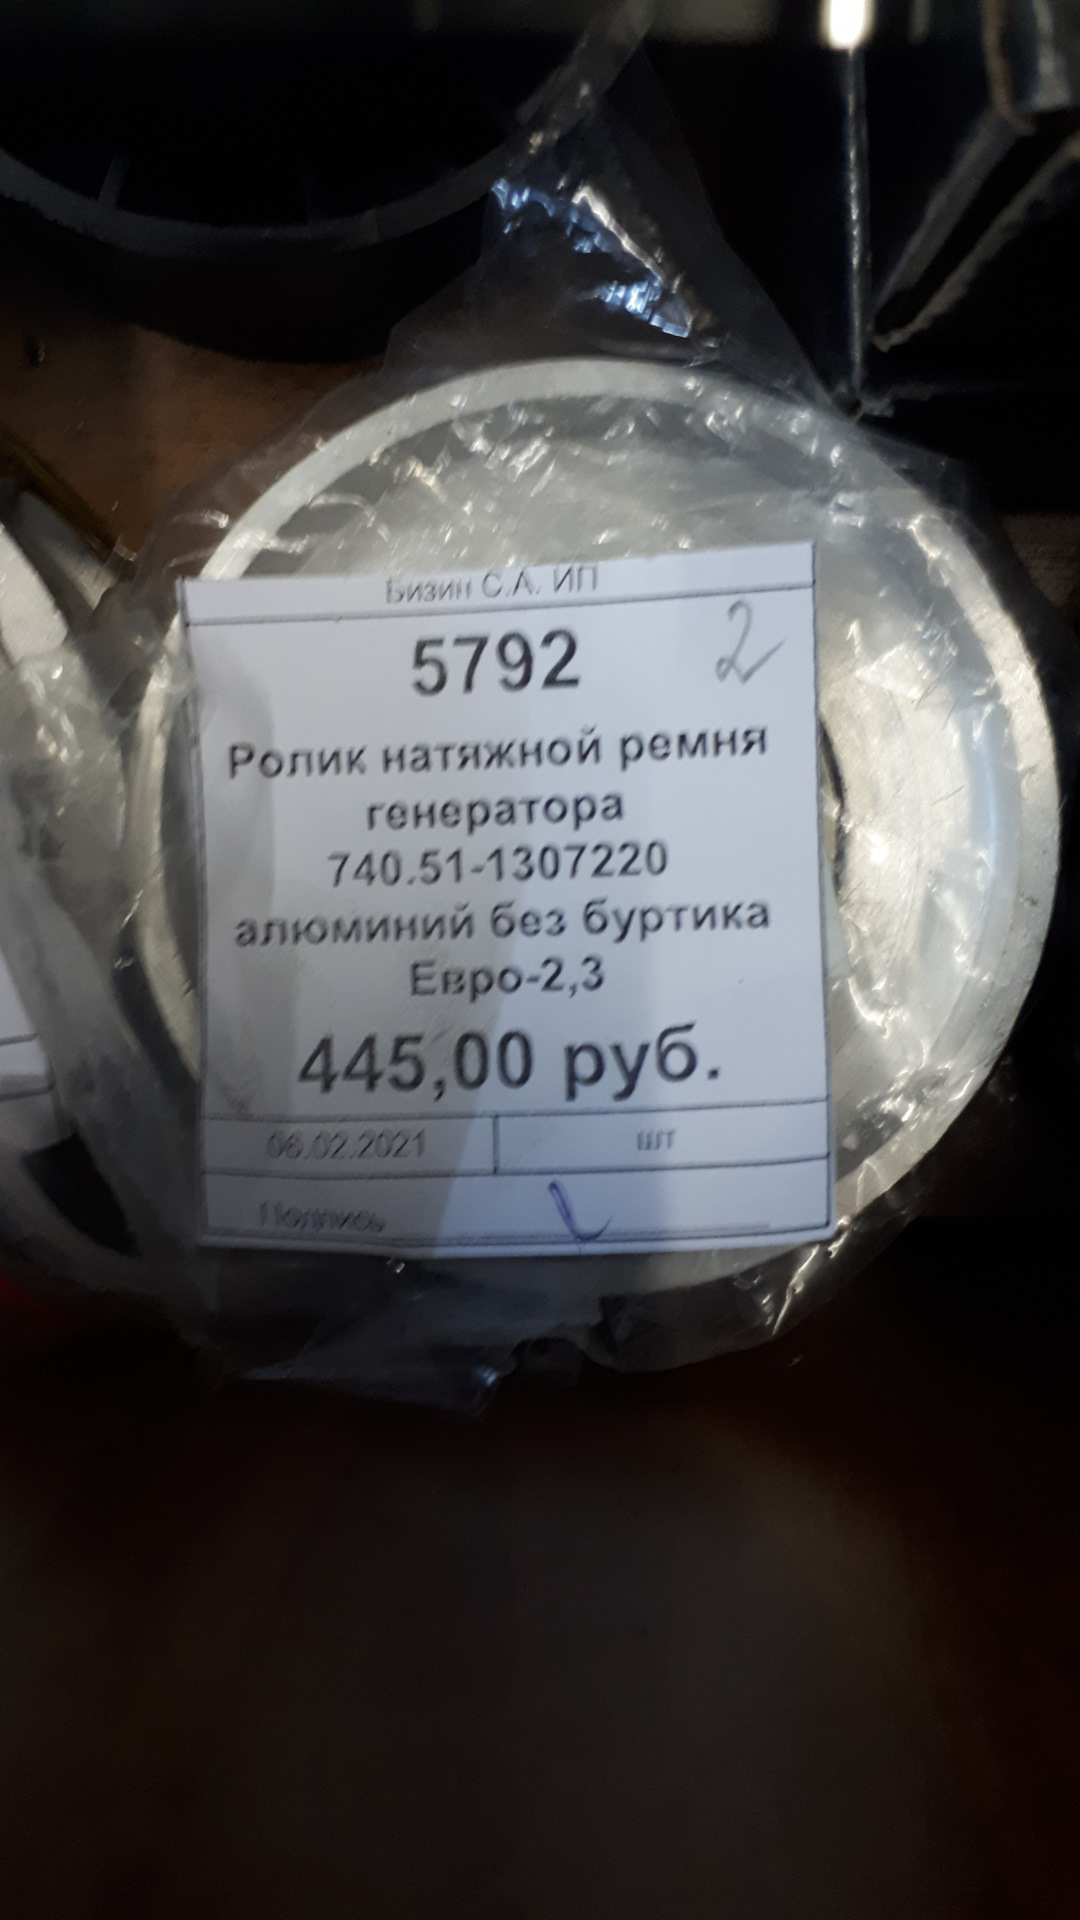 Бизин С.А. ИП
5792 2
Ролик натяжной ремня
генератора
740.51-1307220
алюминий без буртика
Евро-2,3
445,00 руб.
06.02.2021 шт
Подпись